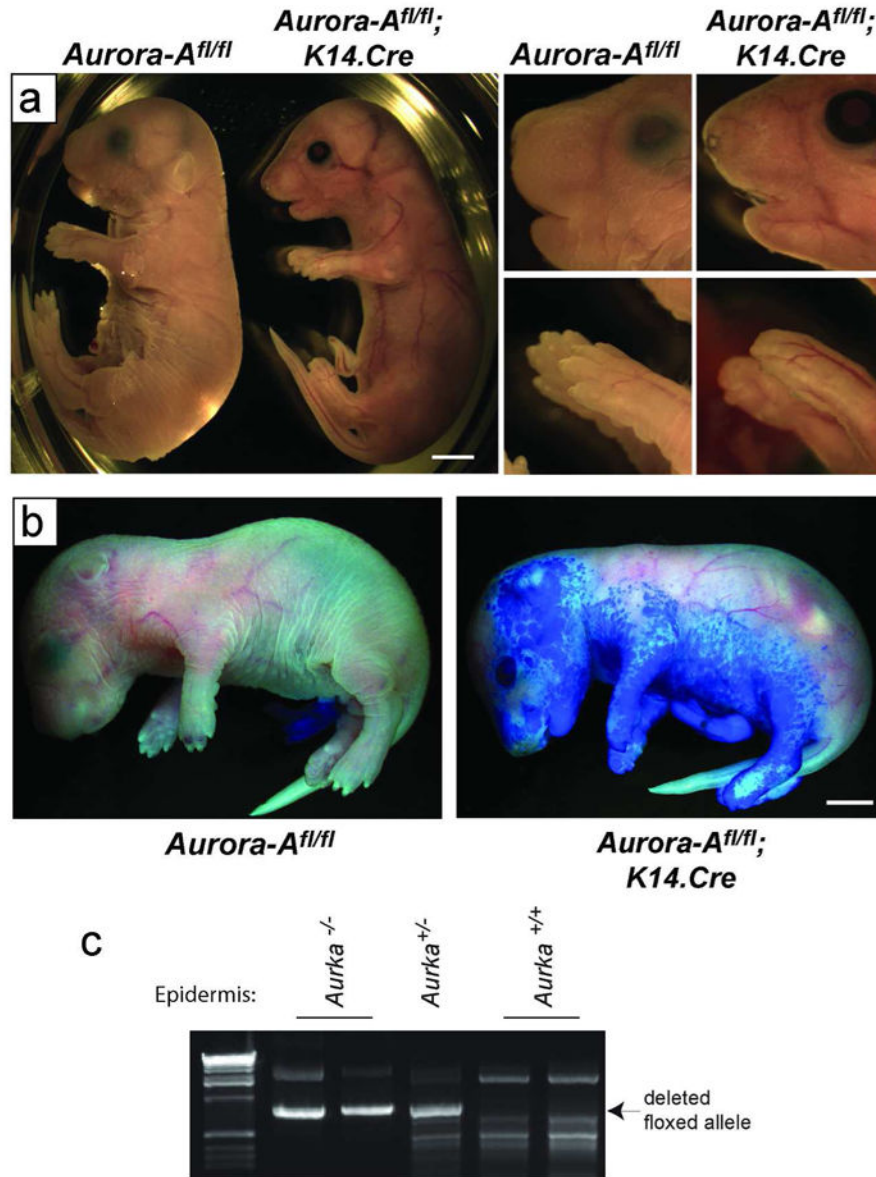 Aurora-Afl/fl
Aurora-Afl/fl;
K14.Cre
Aurora-Afl/fl
Aurora-Afl/fl;
K14.Cre
a
b
Aurora-Afl/fl
Aurora-Afl/fl;
K14.Cre
c
Epidermis:
Aurka -/-
Aurka+/-
Aurka +/+
deleted
floxed allele